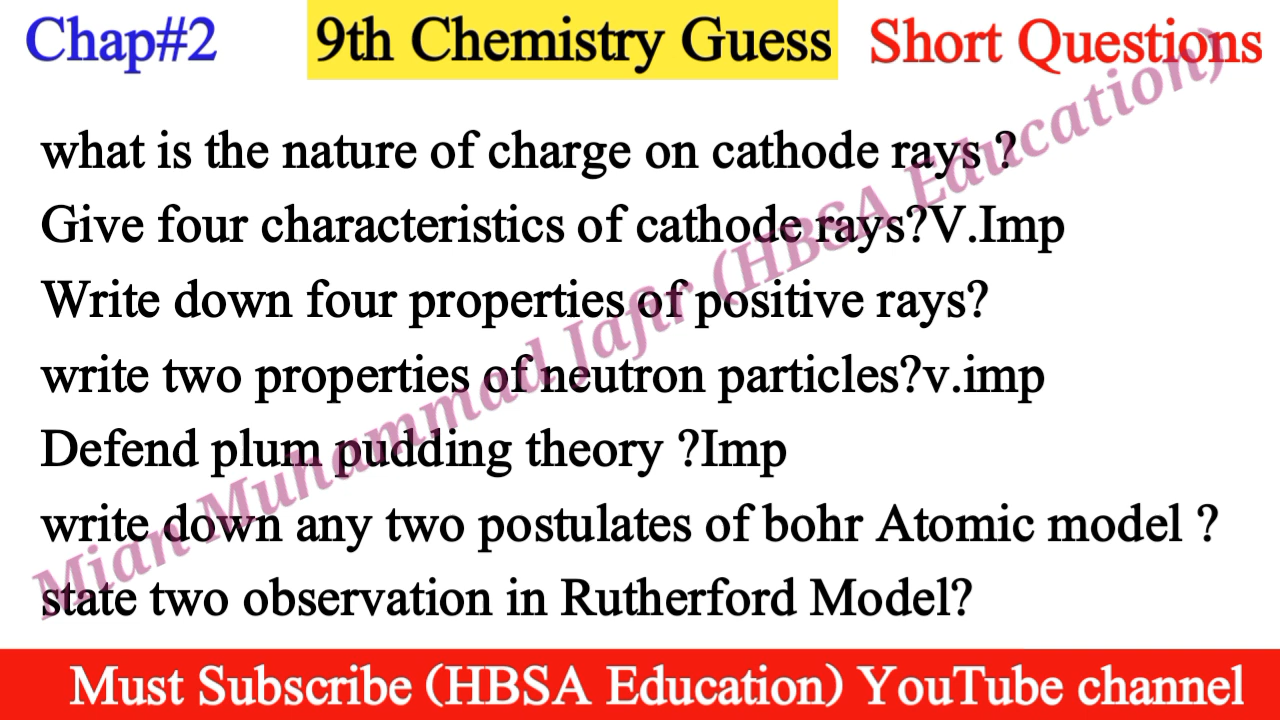 Chap#2 9th Chemistry Guess Short Questions
what is the nature of charge on cathode rays ?
Give four characteristics of cathode rays?V.Imp
Write down four properties of positive rays?
write two properties of neutron particles?v.imp
Defend plum pudding theory ?Imp
write down any two postulates of bohr Atomic model ?
state two observation in Rutherford Model?
Mian Muhammad Jafir (HBSA Education)
Must Subscribe (HBSA Education) YouTube channel